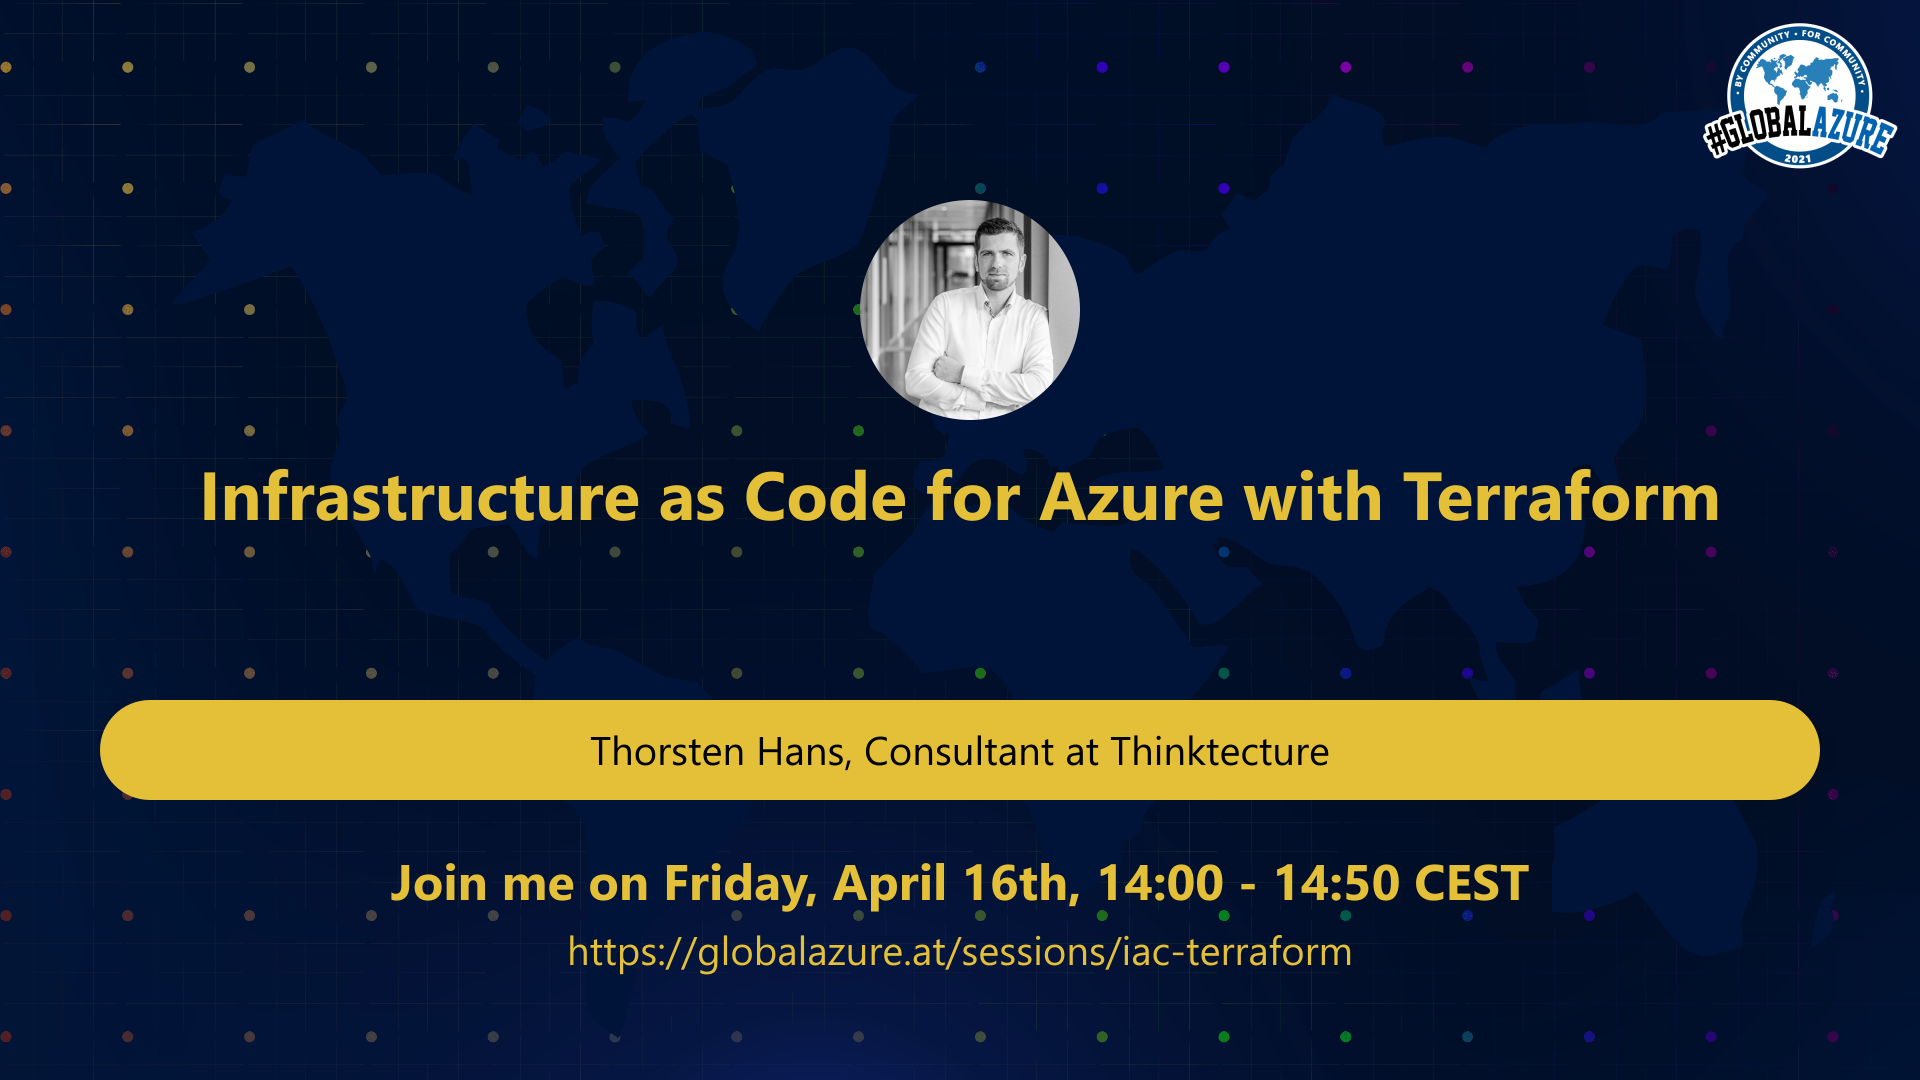 • BY COMMUNITY • FOR COMMUNITY •
#GLOBALAZURE
2021
Infrastructure as Code for Azure with Terraform
Thorsten Hans, Consultant at Thinktecture
Join me on Friday, April 16th, 14:00 - 14:50 CEST
https://globalazure.at/sessions/iac-terraform